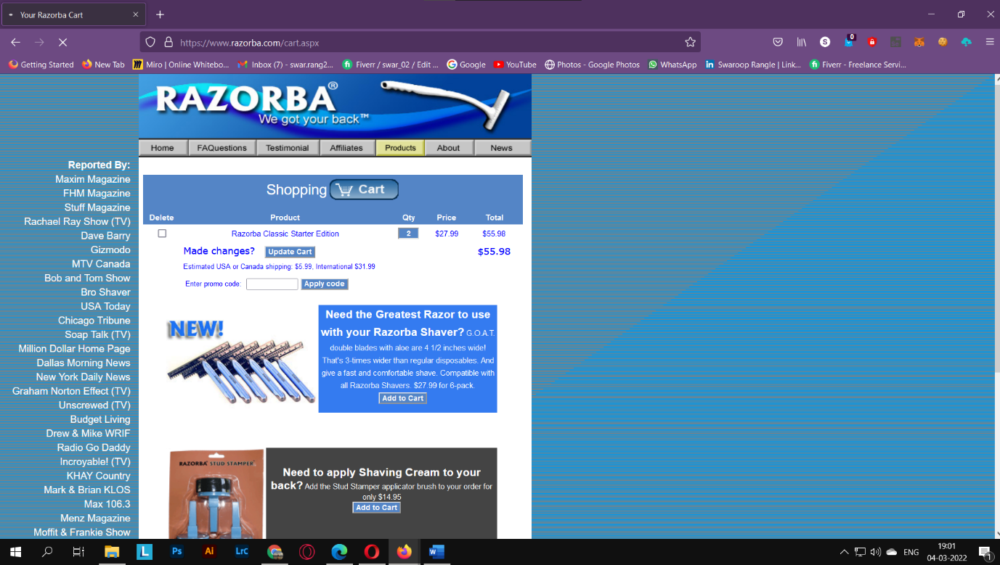 Your Razorba Cart
https://www.razorba.com/cart.aspx
0
S
Getting Started
New Tab
Miro | Online Whitebo...
Inbox (7) - swar.rang2...
Fiverr / swar_02 / Edit ...
Google
YouTube
Photos - Google Photos
WhatsApp
Swaroop Rangle | Link...
Fiverr - Freelance Servi...
RAZORBA®
We got your back™
Home
FAQuestions
Testimonial
Affiliates
Products
About
News
Reported By:
Maxim Magazine
FHM Magazine
Stuff Magazine
Rachael Ray Show (TV)
Dave Barry
Gizmodo
MTV Canada
Bob and Tom Show
Bro Shaver
USA Today
Chicago Tribune
Soap Talk (TV)
Million Dollar Home Page
Dallas Morning News
New York Daily News
Graham Norton Effect (TV)
Unscrewed (TV)
Budget Living
Drew & Mike WRIF
Radio Go Daddy
Incroyable! (TV)
KHAY Country
Mark & Brian KLOS
Max 106.3
Menz Magazine
Moffit & Frankie Show
Shopping Cart
Delete Product Qty Price Total
Razorba Classic Starter Edition 2 $27.99 $55.98
Made changes? Update Cart $55.98
Estimated USA or Canada shipping: $5.99, International $31.99
Enter promo code: Apply code
NEW!
Need the Greatest Razor to use
with your Razorba Shaver? G.O.A.T.
double blades with aloe are 4 1/2 inches wide!
That's 3-times wider than regular disposables. And
give a fast and comfortable shave. Compatible with
all Razorba Shavers. $27.99 for 6-pack.
Add to Cart
RAZORBA® STUD STAMPER
Need to apply Shaving Cream to your
back? Add the Stud Stamper applicator brush to your order for
only $14.95
Add to Cart
L
Ps
Ai
Lrc
W
ENG
19:01
04-03-2022
1